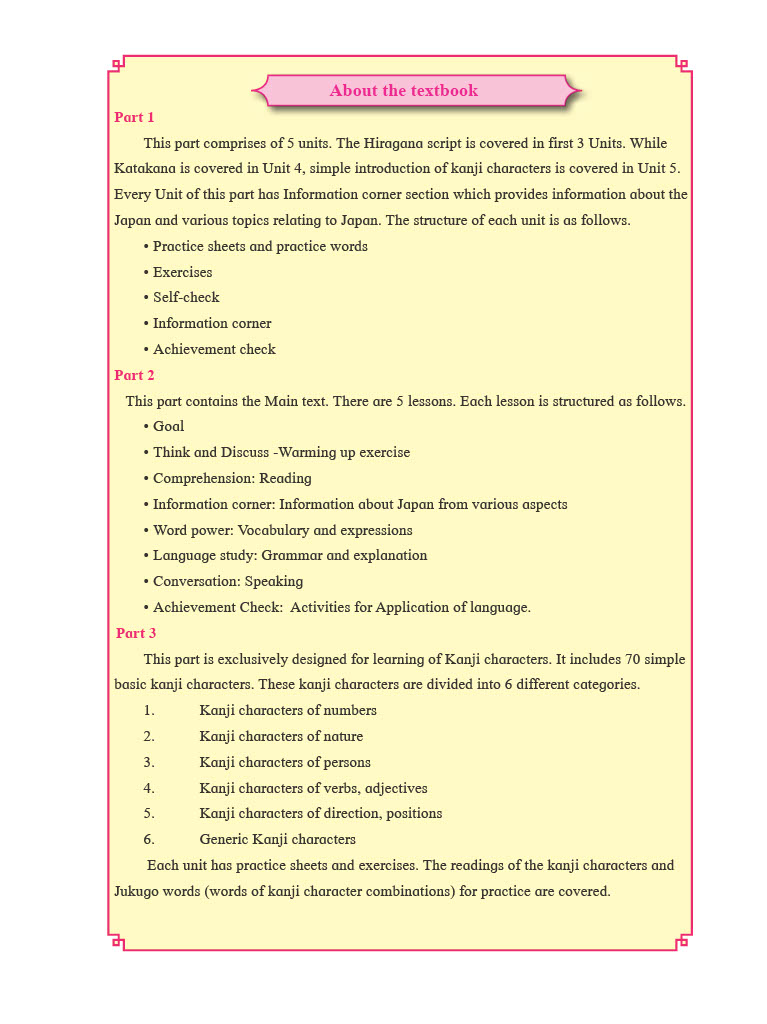 About the textbook
Part 1
This part comprises of 5 units. The Hiragana script is covered in first 3 Units. While
Katakana is covered in Unit 4, simple introduction of kanji characters is covered in Unit 5.
Every Unit of this part has Information corner section which provides information about the
Japan and various topics relating to Japan. The structure of each unit is as follows.
• Practice sheets and practice words
• Exercises
• Self-check
• Information corner
• Achievement check
Part 2
This part contains the Main text. There are 5 lessons. Each lesson is structured as follows.
• Goal
• Think and Discuss -Warming up exercise
• Comprehension: Reading
• Information corner: Information about Japan from various aspects
• Word power: Vocabulary and expressions
• Language study: Grammar and explanation
• Conversation: Speaking
• Achievement Check:  Activities for Application of language.
Part 3
This part is exclusively designed for learning of Kanji characters. It includes 70 simple
basic kanji characters. These kanji characters are divided into 6 different categories.
1. Kanji characters of numbers
2. Kanji characters of nature
3. Kanji characters of persons
4. Kanji characters of verbs, adjectives
5. Kanji characters of direction, positions
6. Generic Kanji characters
Each unit has practice sheets and exercises. The readings of the kanji characters and
Jukugo words (words of kanji character combinations) for practice are covered.